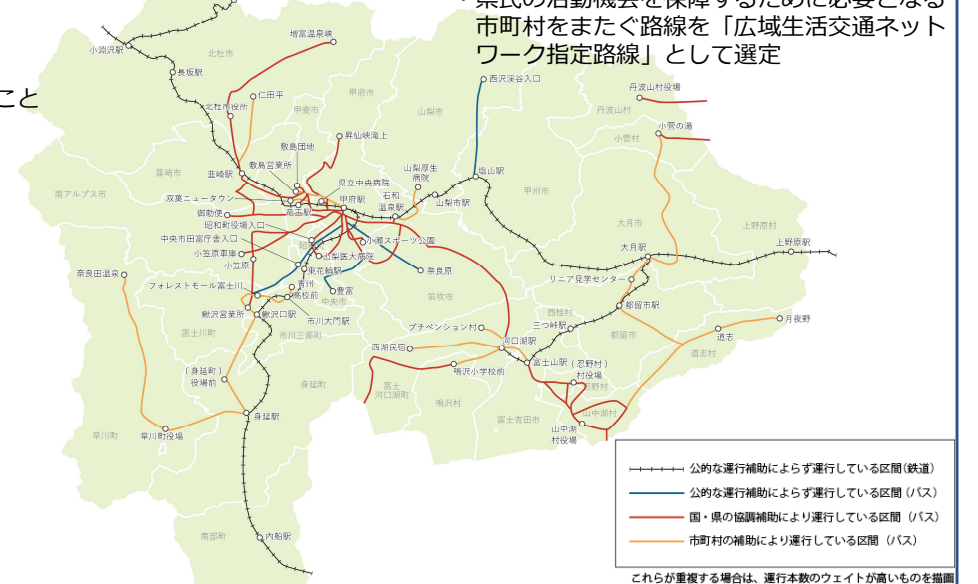 県民の活動機会を保障するために必要となる
市町村をまたぐ路線を「広域生活交通ネット
ワーク指定路線」として選定
こと
小淵沢駅
長坂駅
増富温泉峡
北杜市
仁田平
北杜市役所
甲斐市
甲府市
山梨市
西沢渓谷入口
丹波山村役場
丹波山村
小菅の湯
小菅村
昇仙峡滝上
敷島団地
敷島営業所
韮崎市
韮崎駅
山梨厚生
病院
塩山駅
甲州市
南アルプス市
双葉ニュータウン
県立中央病院
甲府駅
石和
温泉駅
山梨市駅
御勅使
竜王駅
昭和町役場入口
中央市田富庁舎入口
小瀬スポーツ公園
大月市
上野原村
大月駅
上野原駅
小笠原車庫
小笠原
山梨医大病院
東花輪駅
奈良原
奈良田温泉
フォレストモール富士川
青州
高校前
豊富
中央市
笛吹市
リニア見学センター
鰍沢営業所
鰍沢口駅
市川大門駅
西桂村
都留市駅
富士川町
市川三郷町
プチペンション村
三つ峠駅
都留市
道志
月夜野
西湖民宿
河口湖駅
道志村
(身延町)
役場前
身延町
鳴沢小学校前
富士山駅
(忍野村)
村役場
忍野村
富士
河口湖町
鳴沢村
身延駅
富士吉田市
山中湖村
山中湖
村役場
早川町
早川町役場
南部町
内船駅
公的な運行補助によらず運行している区間(鉄道)
公的な運行補助によらず運行している区間(バス)
国・県の協調補助により運行している区間(バス)
市町村の補助により運行している区間(バス)
これらが重複する場合は、運行本数のウェイトが高いものを描画